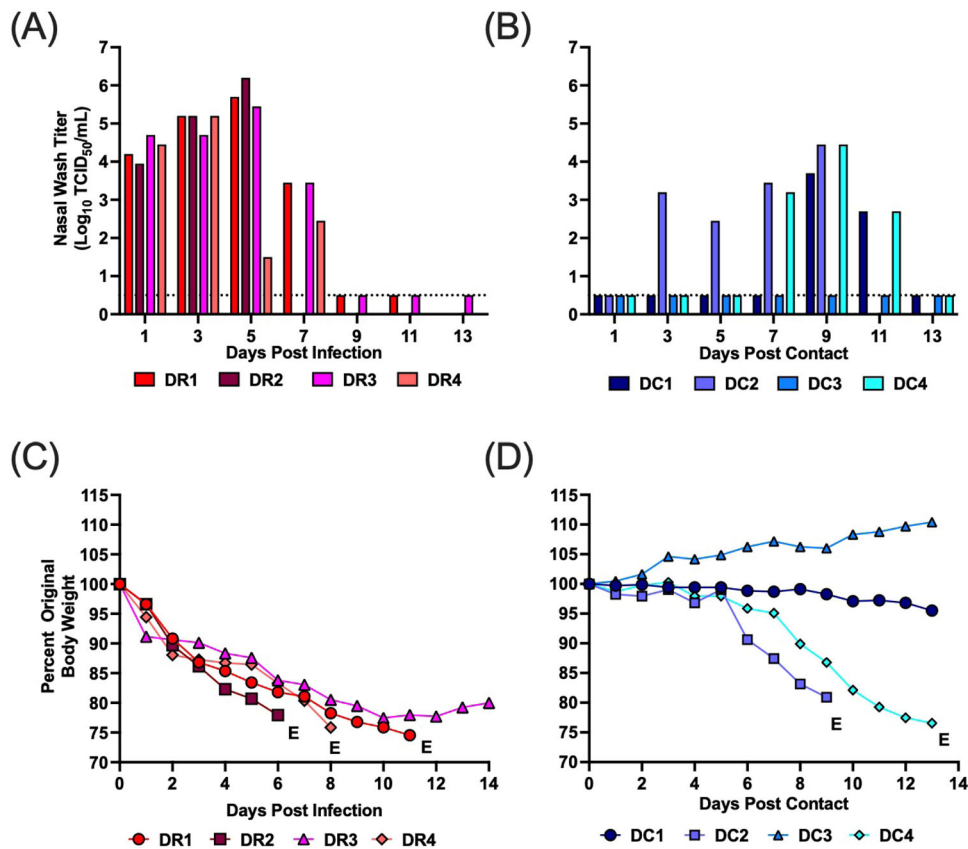 (A)
Nasal Wash Titer
(Log10 TCID50/mL)
7
6
5
4
3
2
1
0
1 3 5 7 9 11 13
Days Post Infection
DR1 DR2 DR3 DR4
(B)
7
6
5
4
3
2
1
0
1 3 5 7 9 11 13
Days Post Contact
DC1 DC2 DC3 DC4
(C)
Percent Original
Body Weight
115
110
105
100
95
90
85
80
75
70
E E E
0 2 4 6 8 10 12 14
Days Post Infection
DR1 DR2 DR3 DR4
(D)
115
110
105
100
95
90
85
80
75
70
E E
0 2 4 6 8 10 12 14
Days Post Contact
DC1 DC2 DC3 DC4